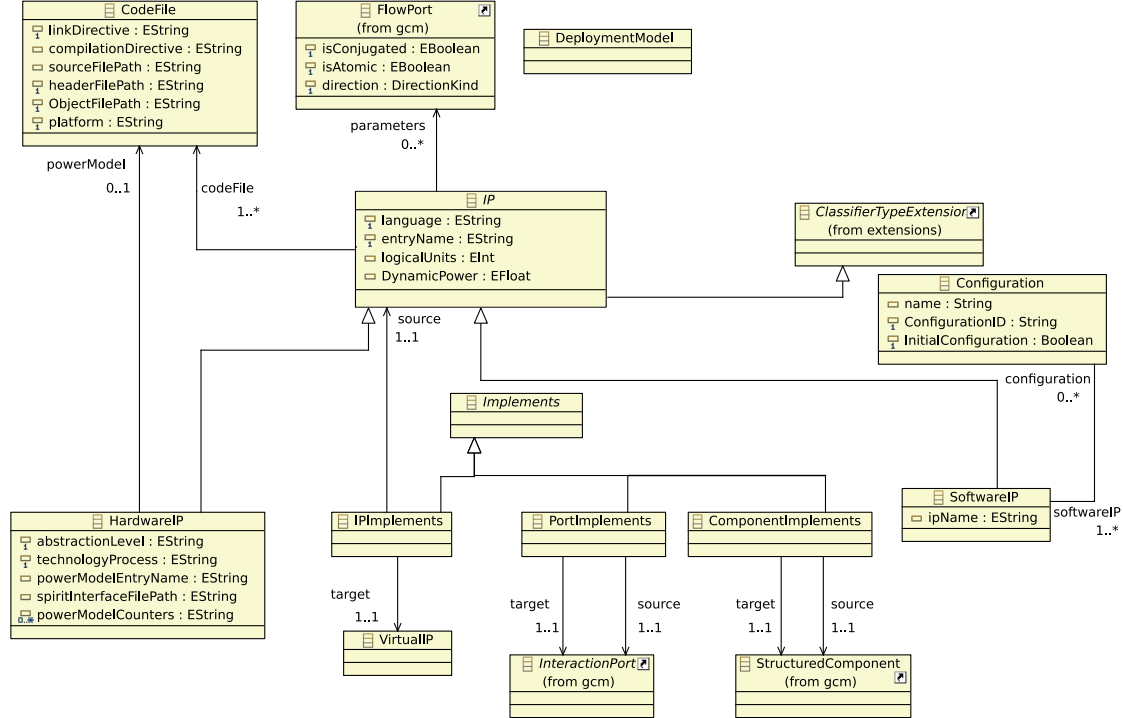 CodeFile
linkDirective : EString
compilationDirective : EString
sourceFilePath : EString
headerFilePath : EString
ObjectFilePath : EString
platform : EString
FlowPort
(from gcm)
isConjugated : EBoolean
isAtomic : EBoolean
direction : DirectionKind
DeploymentModel
powerModel
0..1
codeFile
1..*
parameters
0..*
IP
language : EString
entryName : EString
logicalUnits : EInt
DynamicPower : EFloat
ClassifierTypeExtension
(from extensions)
Configuration
name : String
ConfigurationID : String
InitialConfiguration : Boolean
source
1..1
configuration
0..*
Implements
HardwareIP
abstractionLevel : EString
technologyProcess : EString
powerModelEntryName : EString
spiritInterfaceFilePath : EString
0..* powerModelCounters : EString
IPImplements
PortImplements
ComponentImplements
SoftwareIP
ipName : EString
softwareIP
1..*
target
1..1
target
1..1
source
1..1
target
1..1
source
1..1
VirtualIP
InteractionPort
(from gcm)
StructuredComponent
(from gcm)